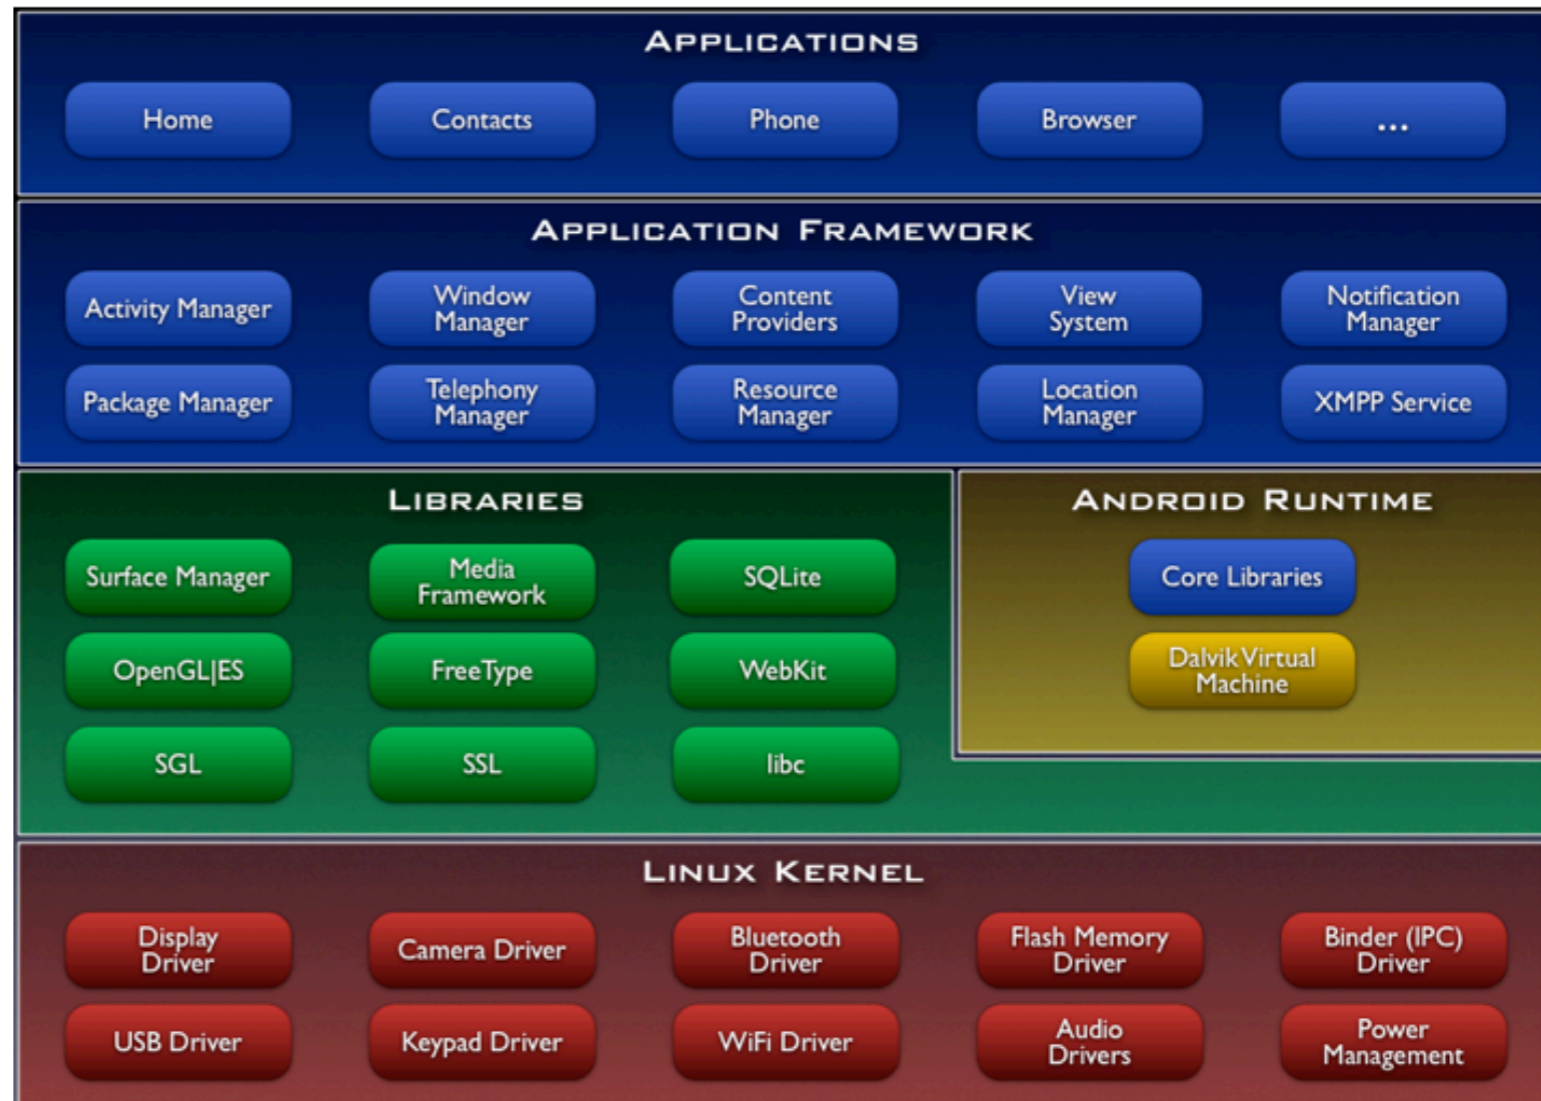 APPLICATIONS
Home
Contacts
Phone
Browser
...
APPLICATION FRAMEWORK
Activity Manager
Window
Manager
Content
Providers
View
System
Notification
Manager
Package Manager
Telephony
Manager
Resource
Manager
Location
Manager
XMPP Service
LIBRARIES
Surface Manager
Media
Framework
SQLite
OpenGL|ES
FreeType
WebKit
SGL
SSL
libc
ANDROID RUNTIME
Core Libraries
Dalvik Virtual
Machine
LINUX KERNEL
Display
Driver
Camera Driver
Bluetooth
Driver
Flash Memory
Driver
Binder (IPC)
Driver
USB Driver
Keypad Driver
WiFi Driver
Audio
Drivers
Power
Management